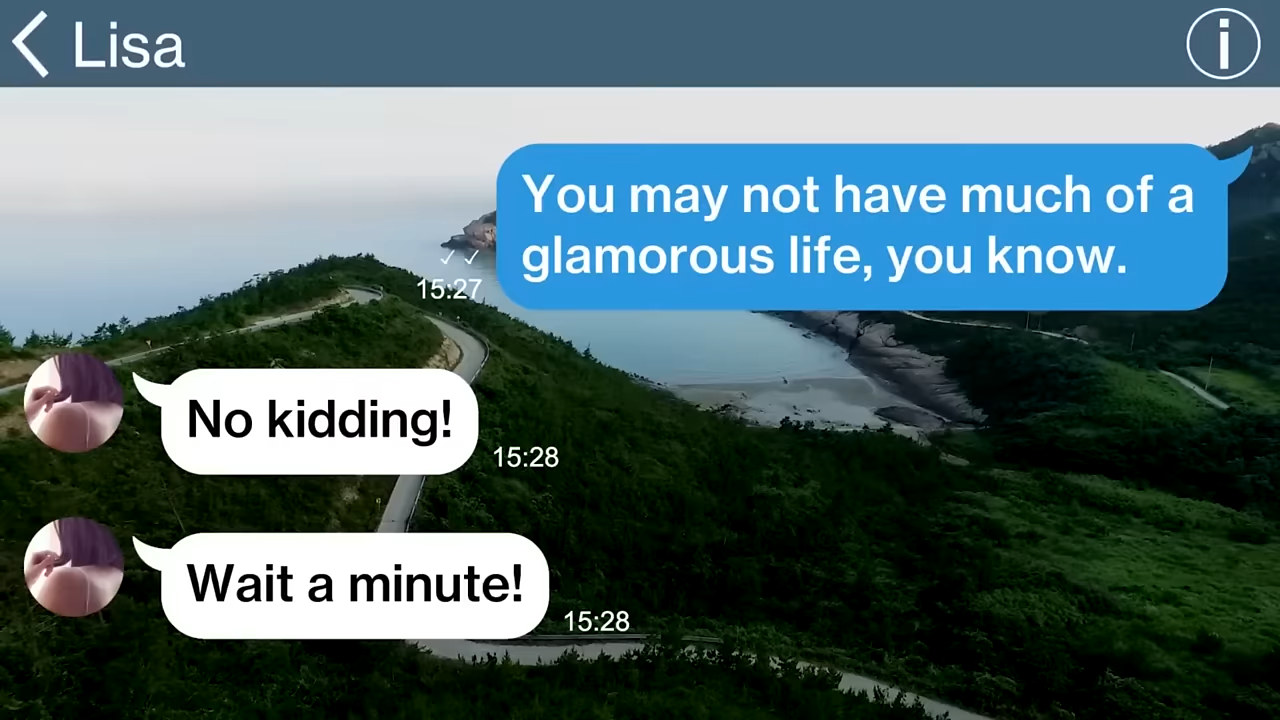 Lisa
You may not have much of a
glamorous life, you know.
15:27
No kidding!
15:28
Wait a minute!
15:28